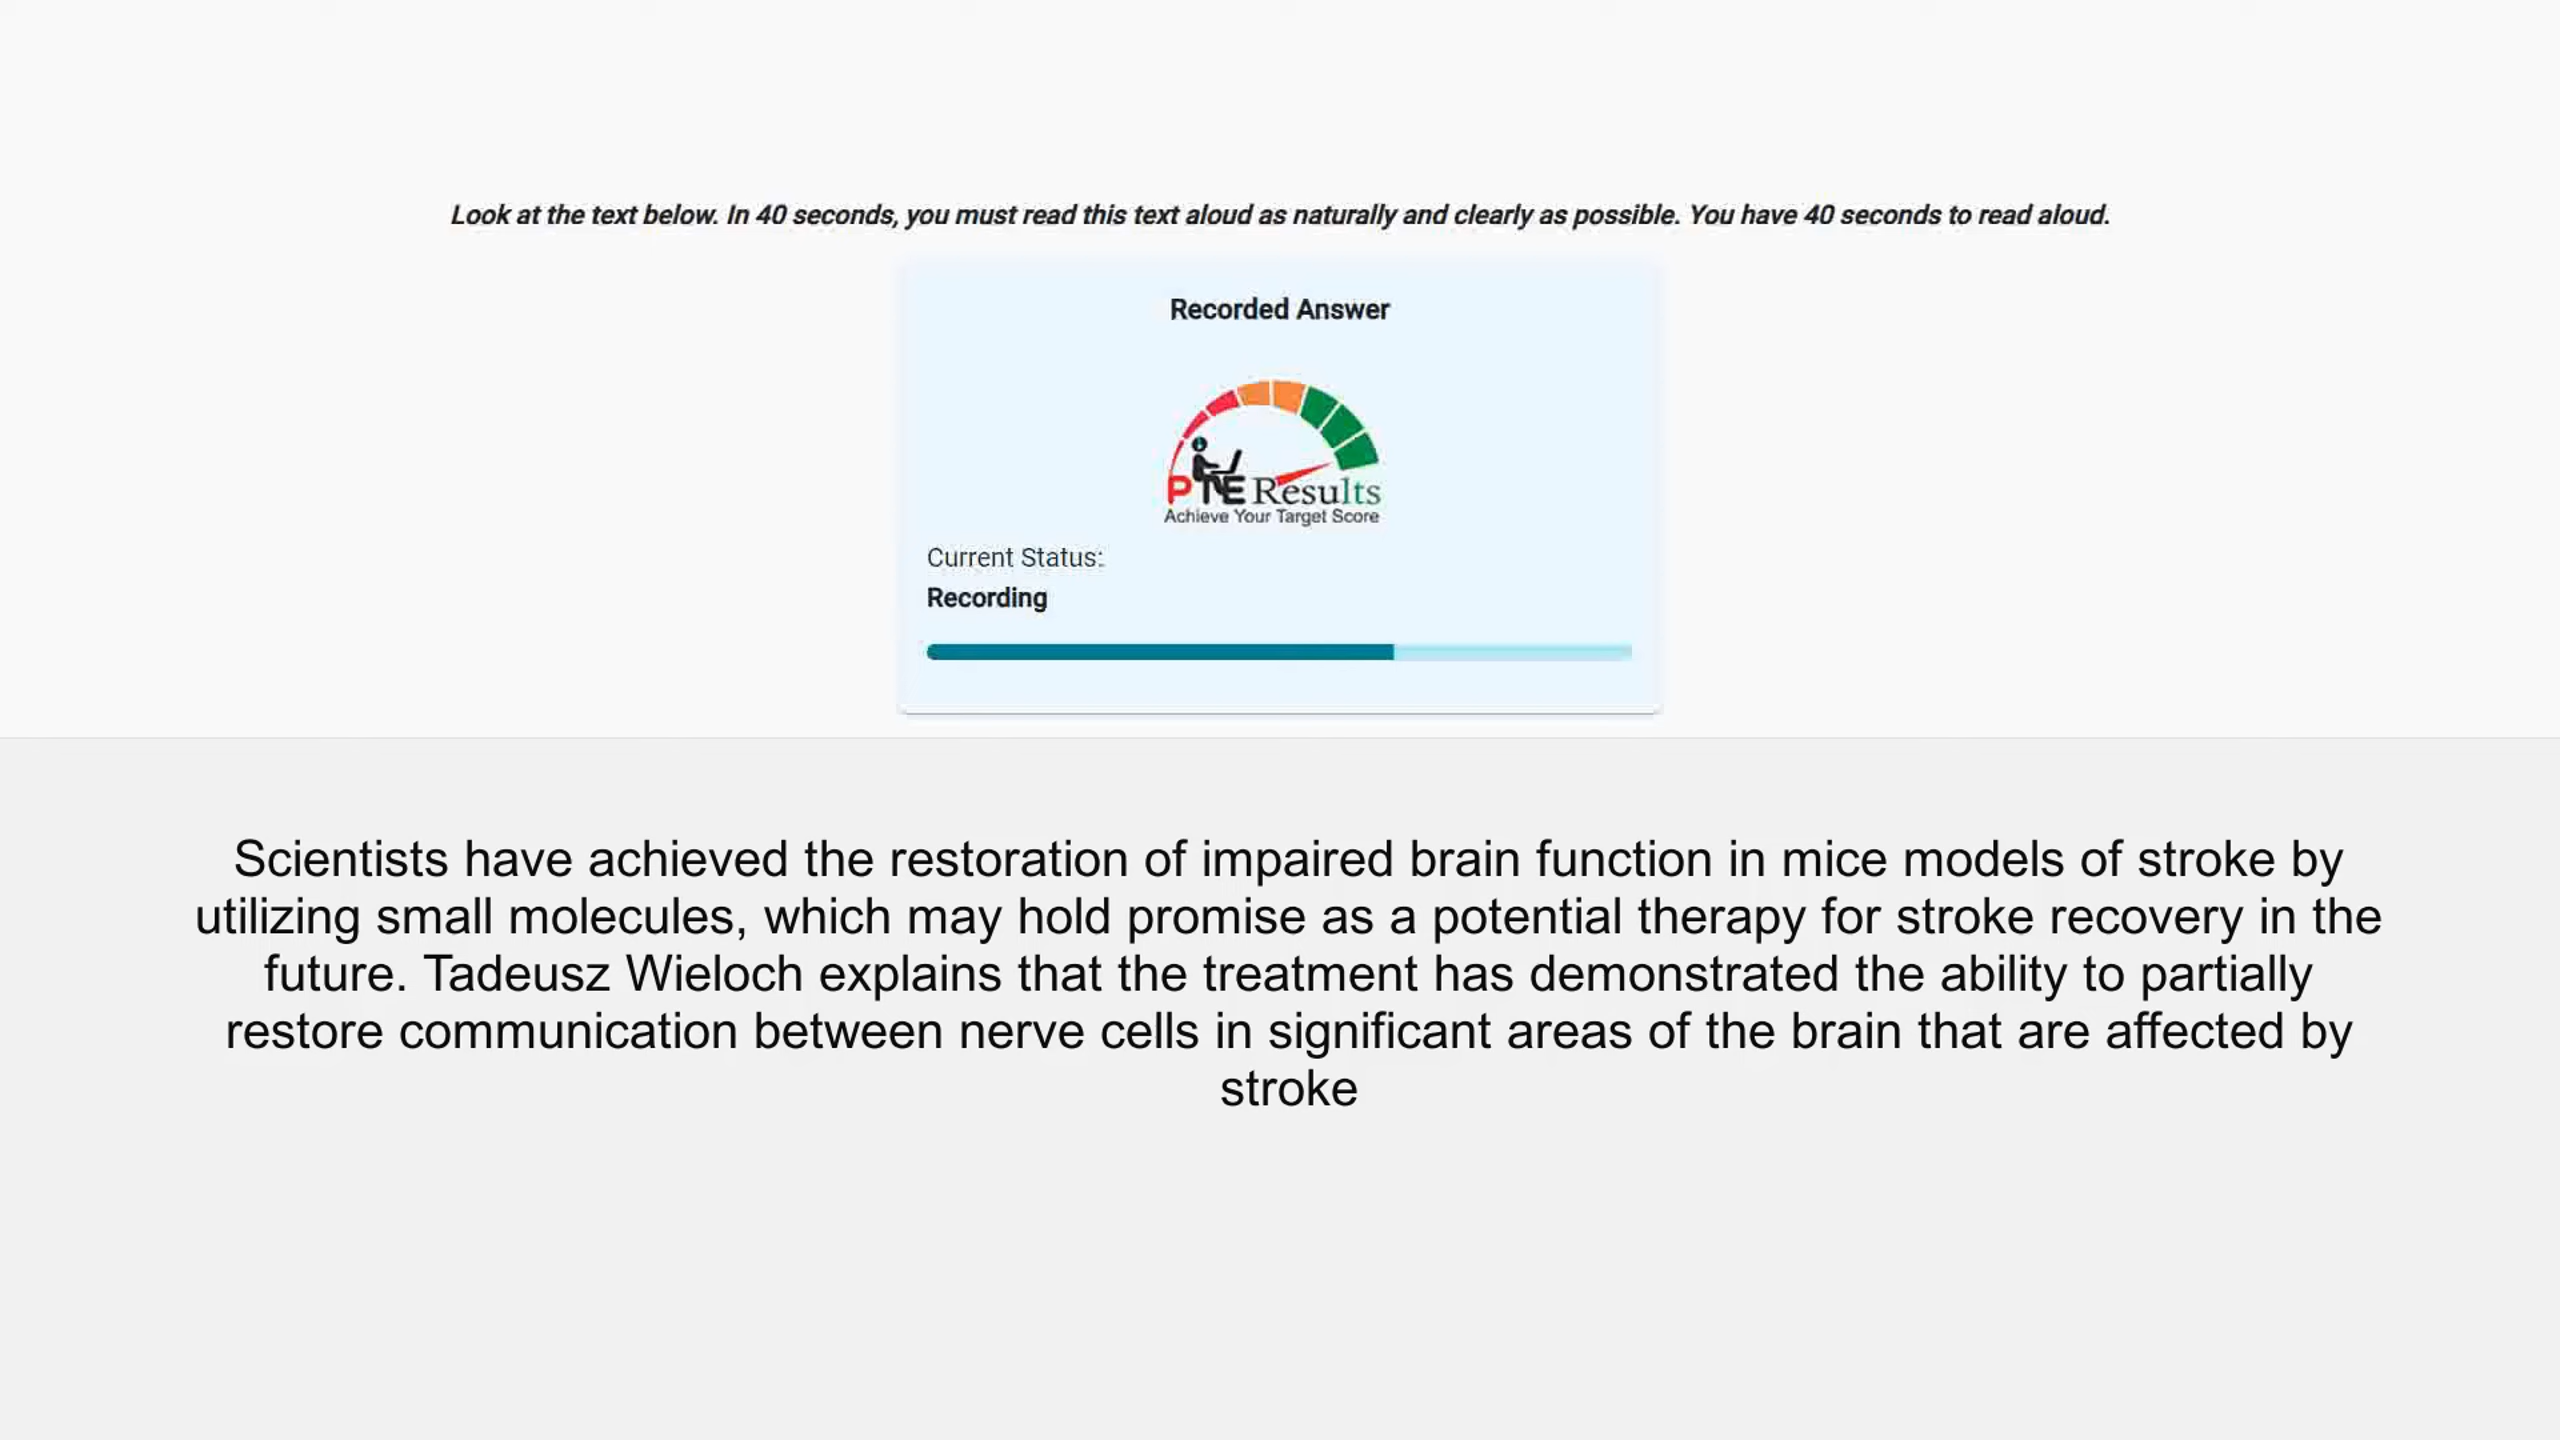 Look at the text below. In 40 seconds, you must read this text aloud as naturally and clearly as possible. You have 40 seconds to read aloud.
Recorded Answer
PTE Results
Achieve Your Target Score
Current Status:
Recording
Scientists have achieved the restoration of impaired brain function in mice models of stroke by
utilizing small molecules, which may hold promise as a potential therapy for stroke recovery in the
future. Tadeusz Wieloch explains that the treatment has demonstrated the ability to partially
restore communication between nerve cells in significant areas of the brain that are affected by
stroke